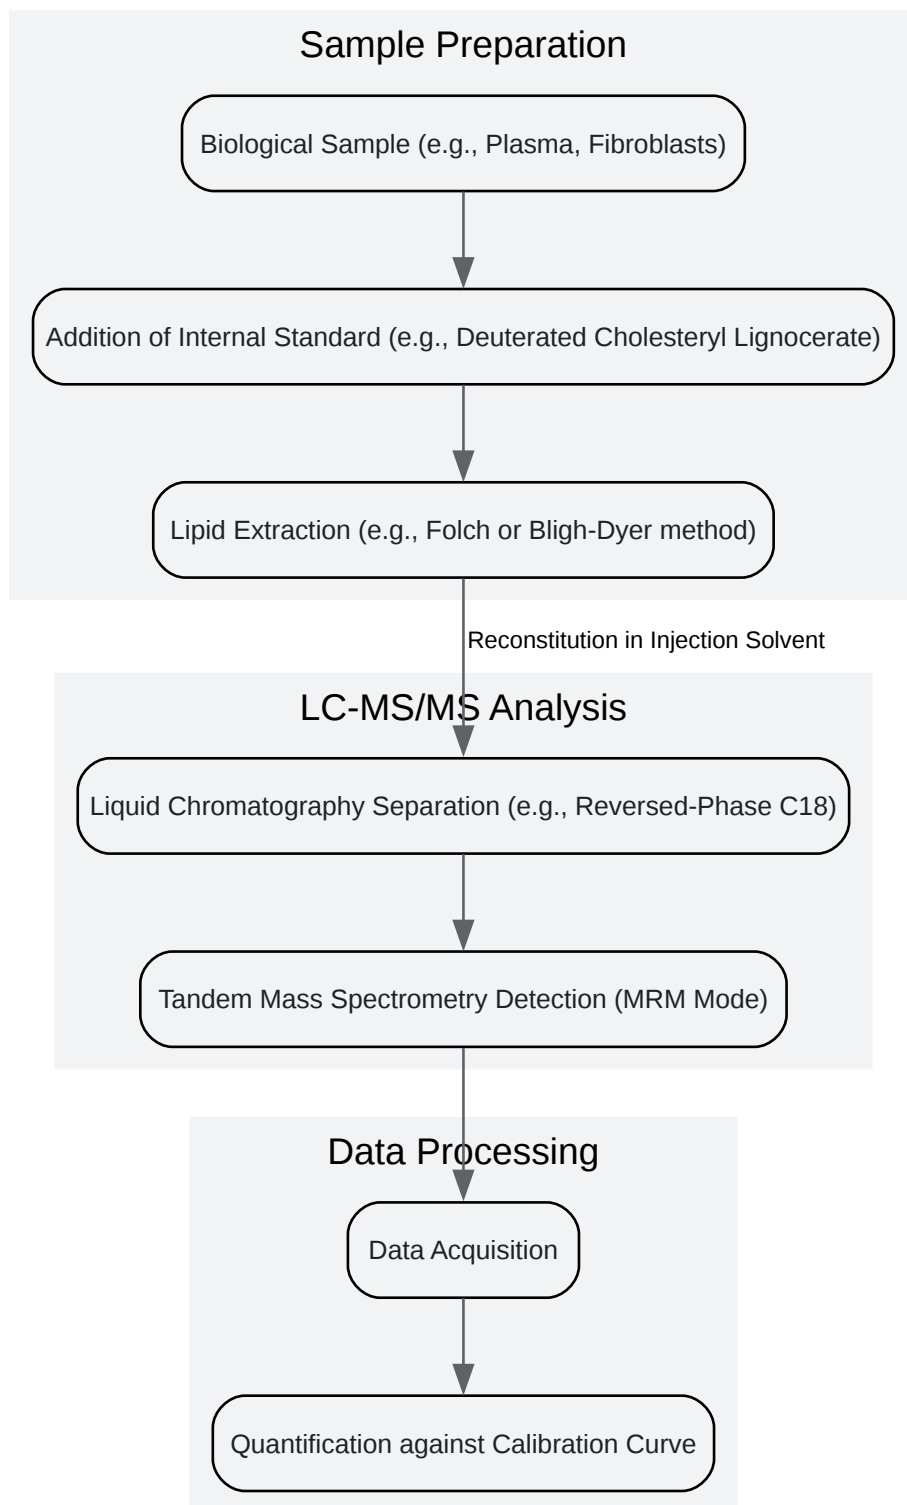 Sample Preparation
Biological Sample (e.g., Plasma, Fibroblasts)
Addition of Internal Standard (e.g., Deuterated Cholesteryl Lignocerate)
Lipid Extraction (e.g., Folch or Bligh-Dyer method)
Reconstitution in Injection Solvent
LC-MS/MS Analysis
Liquid Chromatography Separation (e.g., Reversed-Phase C18)
Tandem Mass Spectrometry Detection (MRM Mode)
Data Processing
Data Acquisition
Quantification against Calibration Curve